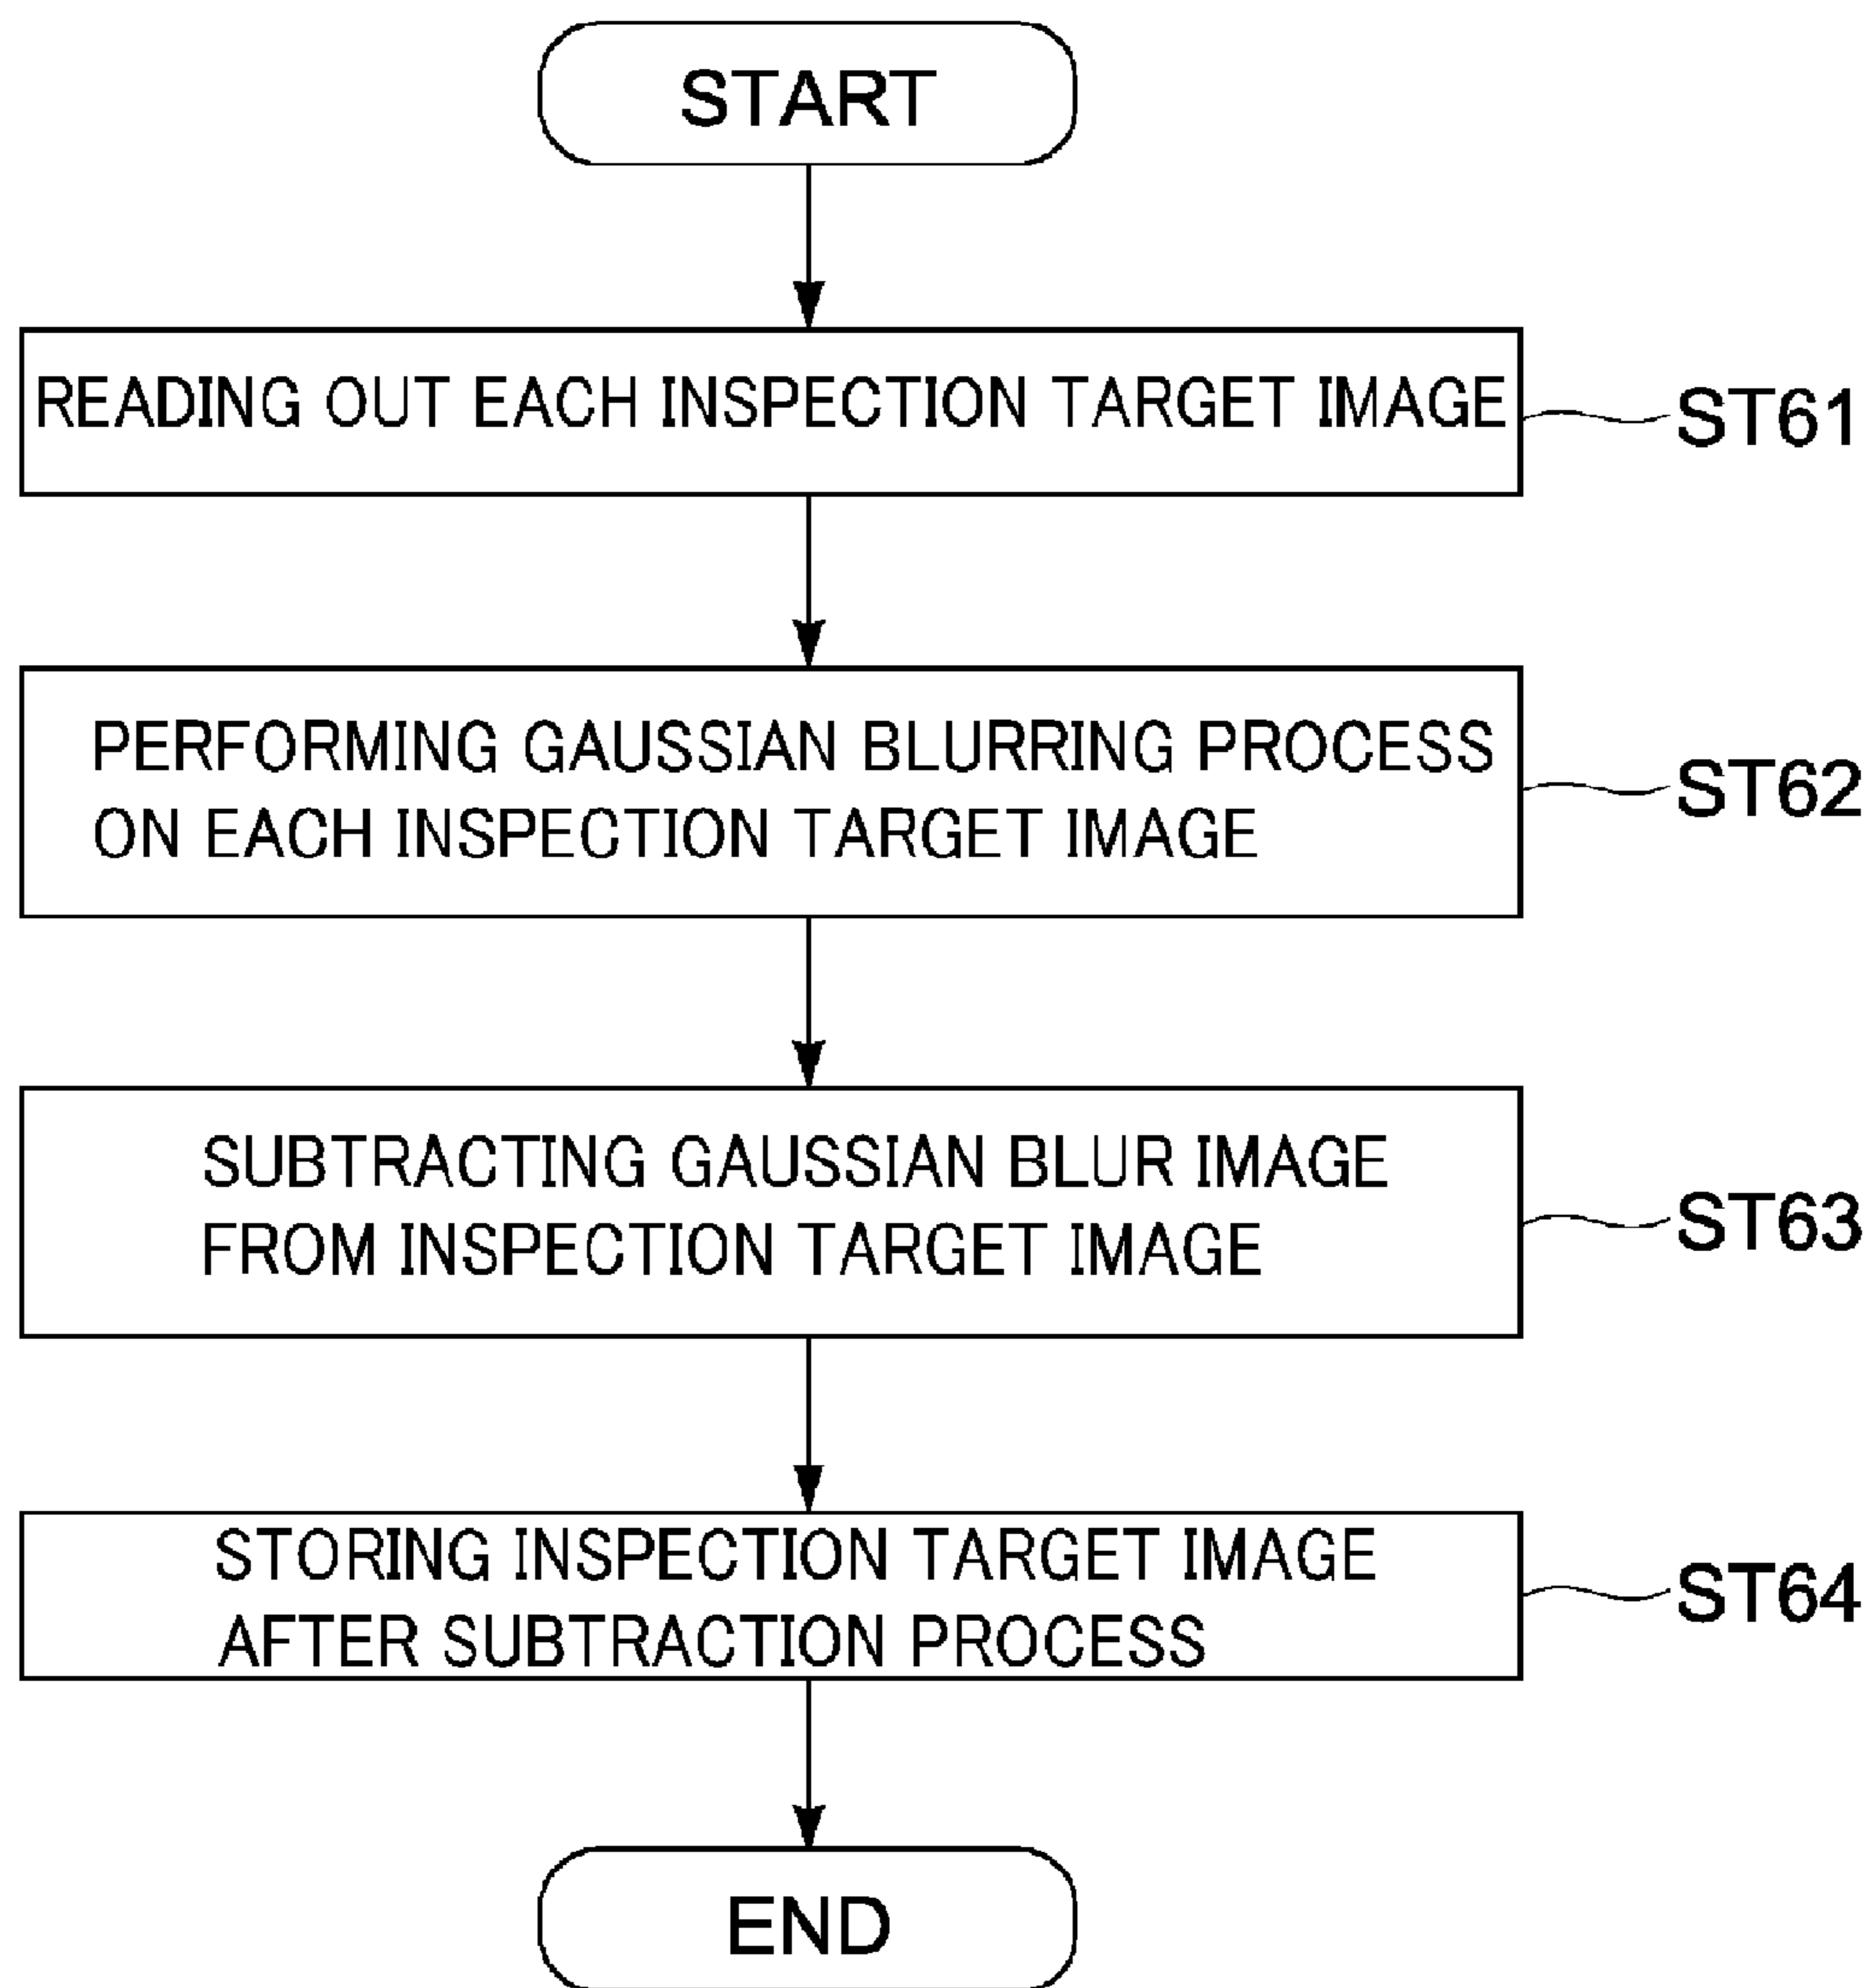 START
READING OUT EACH INSPECTION TARGET IMAGE
ST61
PERFORMING GAUSSIAN BLURRING PROCESS
ON EACH INSPECTION TARGET IMAGE
ST62
SUBTRACTING GAUSSIAN BLUR IMAGE
FROM INSPECTION TARGET IMAGE
ST63
STORING INSPECTION TARGET IMAGE
AFTER SUBTRACTION PROCESS
ST64
END